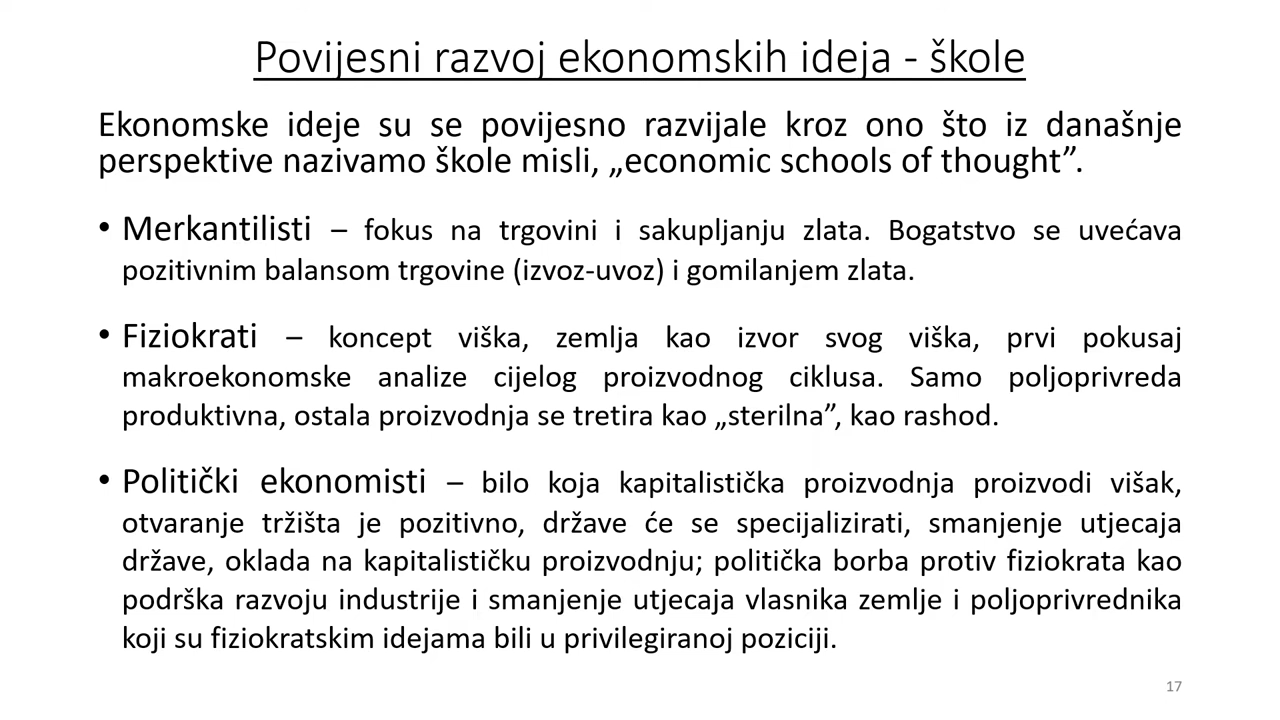 Povijesni razvoj ekonomskih ideja - škole
Ekonomske ideje su se povijesno razvijale kroz ono što iz današnje
perspektive nazivamo škole misli, „economic schools of thought”.
• Merkantilisti – fokus na trgovini i sakupljanju zlata. Bogatstvo se uvećava
pozitivnim balansom trgovine (izvoz-uvoz) i gomilanjem zlata.
• Fiziokrati – koncept viška, zemlja kao izvor svog viška, prvi pokusaj
makroekonomske analize cijelog proizvodnog ciklusa. Samo poljoprivreda
produktivna, ostala proizvodnja se tretira kao „sterilna”, kao rashod.
• Politički ekonomisti – bilo koja kapitalistička proizvodnja proizvodi višak,
otvaranje tržišta je pozitivno, države će se specijalizirati, smanjenje utjecaja
države, oklada na kapitalističku proizvodnju; politička borba protiv fiziokrata kao
podrška razvoju industrije i smanjenje utjecaja vlasnika zemlje i poljoprivrednika
koji su fiziokratskim idejama bili u privilegiranoj poziciji.
17